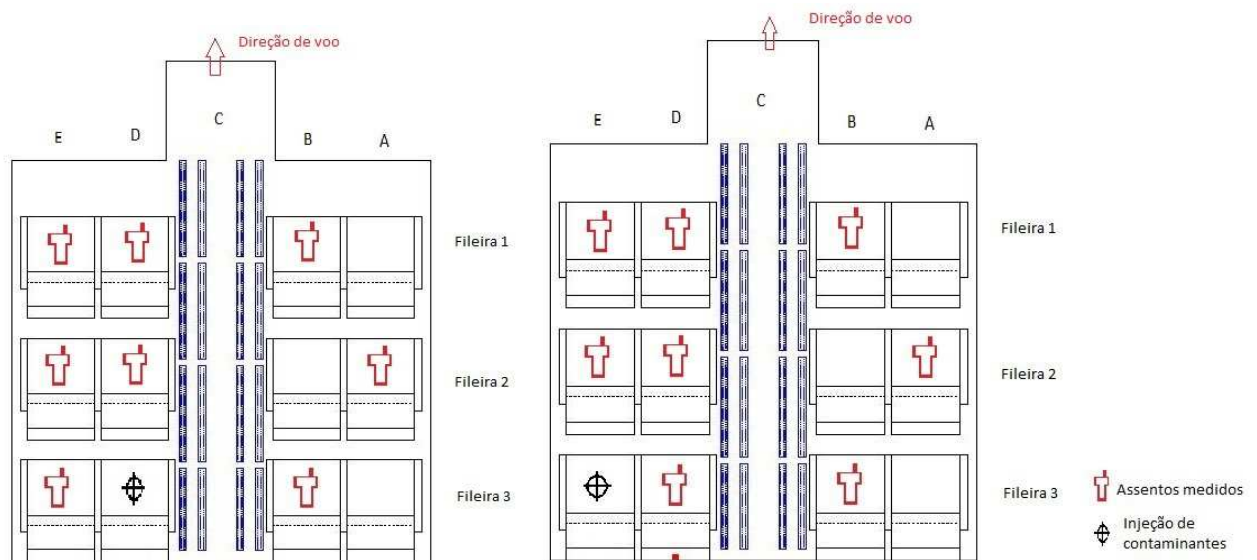 Direção de voo
E D C B A
Fileira 1
Fileira 2
Fileira 3
Direção de voo
E D C B A
Fileira 1
Fileira 2
Fileira 3
Assentos medidos
Injeção de
contaminantes